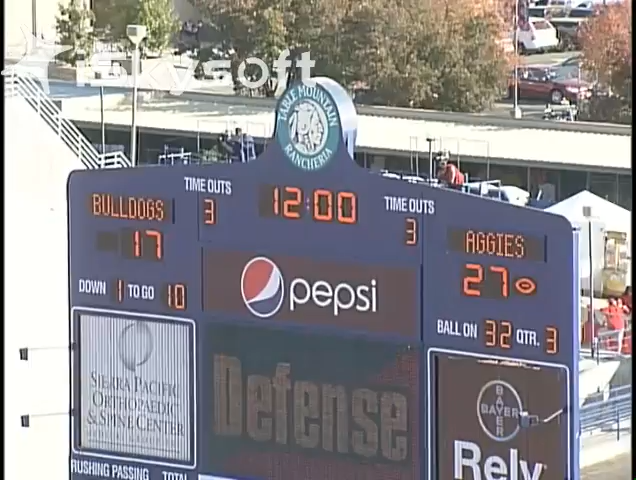 Skysoft
TABLE MOUNTAIN
RANCHERIA
BULLDOGS
17
TIME OUTS
3
12:00
TIME OUTS
3
AGGIES
27
DOWN 1 TO GO 10
pepsi
BALL ON 32 QTR. 3
SIERRA PACIFIC
ORTHOPAEDIC
& SPINE CENTER
Defense
BAYER
BAYER
Rely
RUSHING PASSING TOTAL